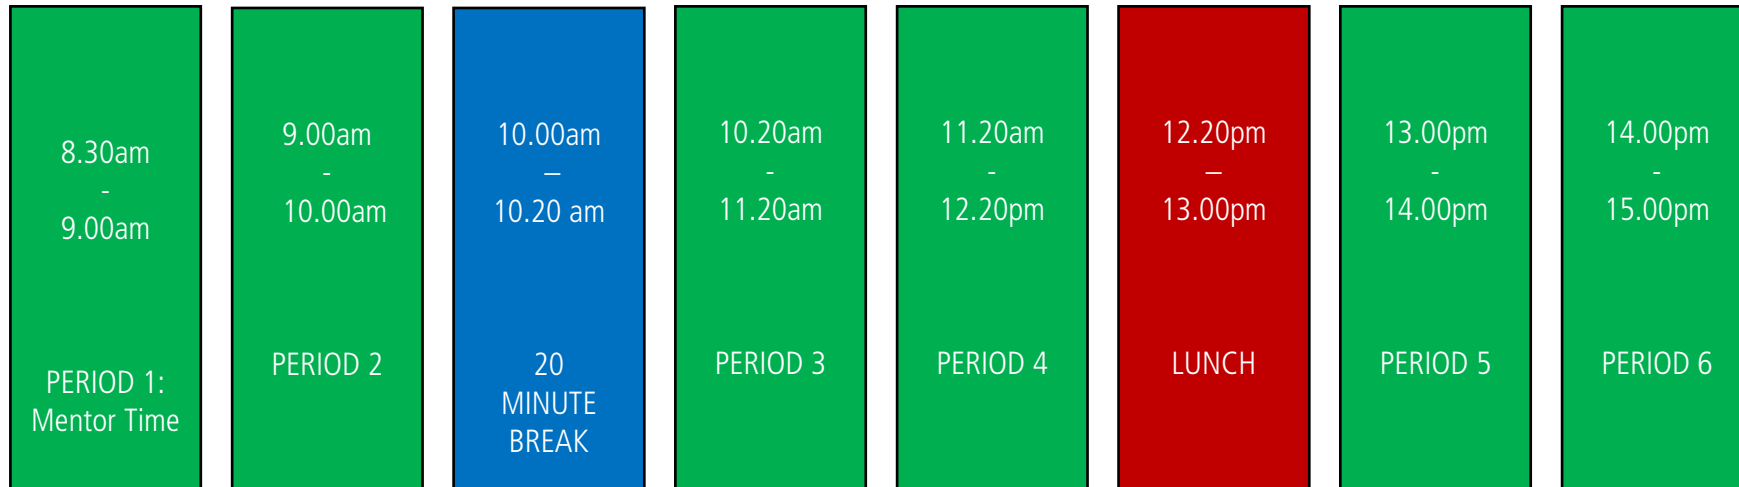 8.30am
-
9.00am
PERIOD 1:
Mentor Time
9.00am
-
10.00am
PERIOD 2
10.00am
–
10.20 am
20
MINUTE
BREAK
10.20am
-
11.20am
PERIOD 3
11.20am
-
12.20pm
PERIOD 4
12.20pm
–
13.00pm
LUNCH
13.00pm
-
14.00pm
PERIOD 5
14.00pm
-
15.00pm
PERIOD 6